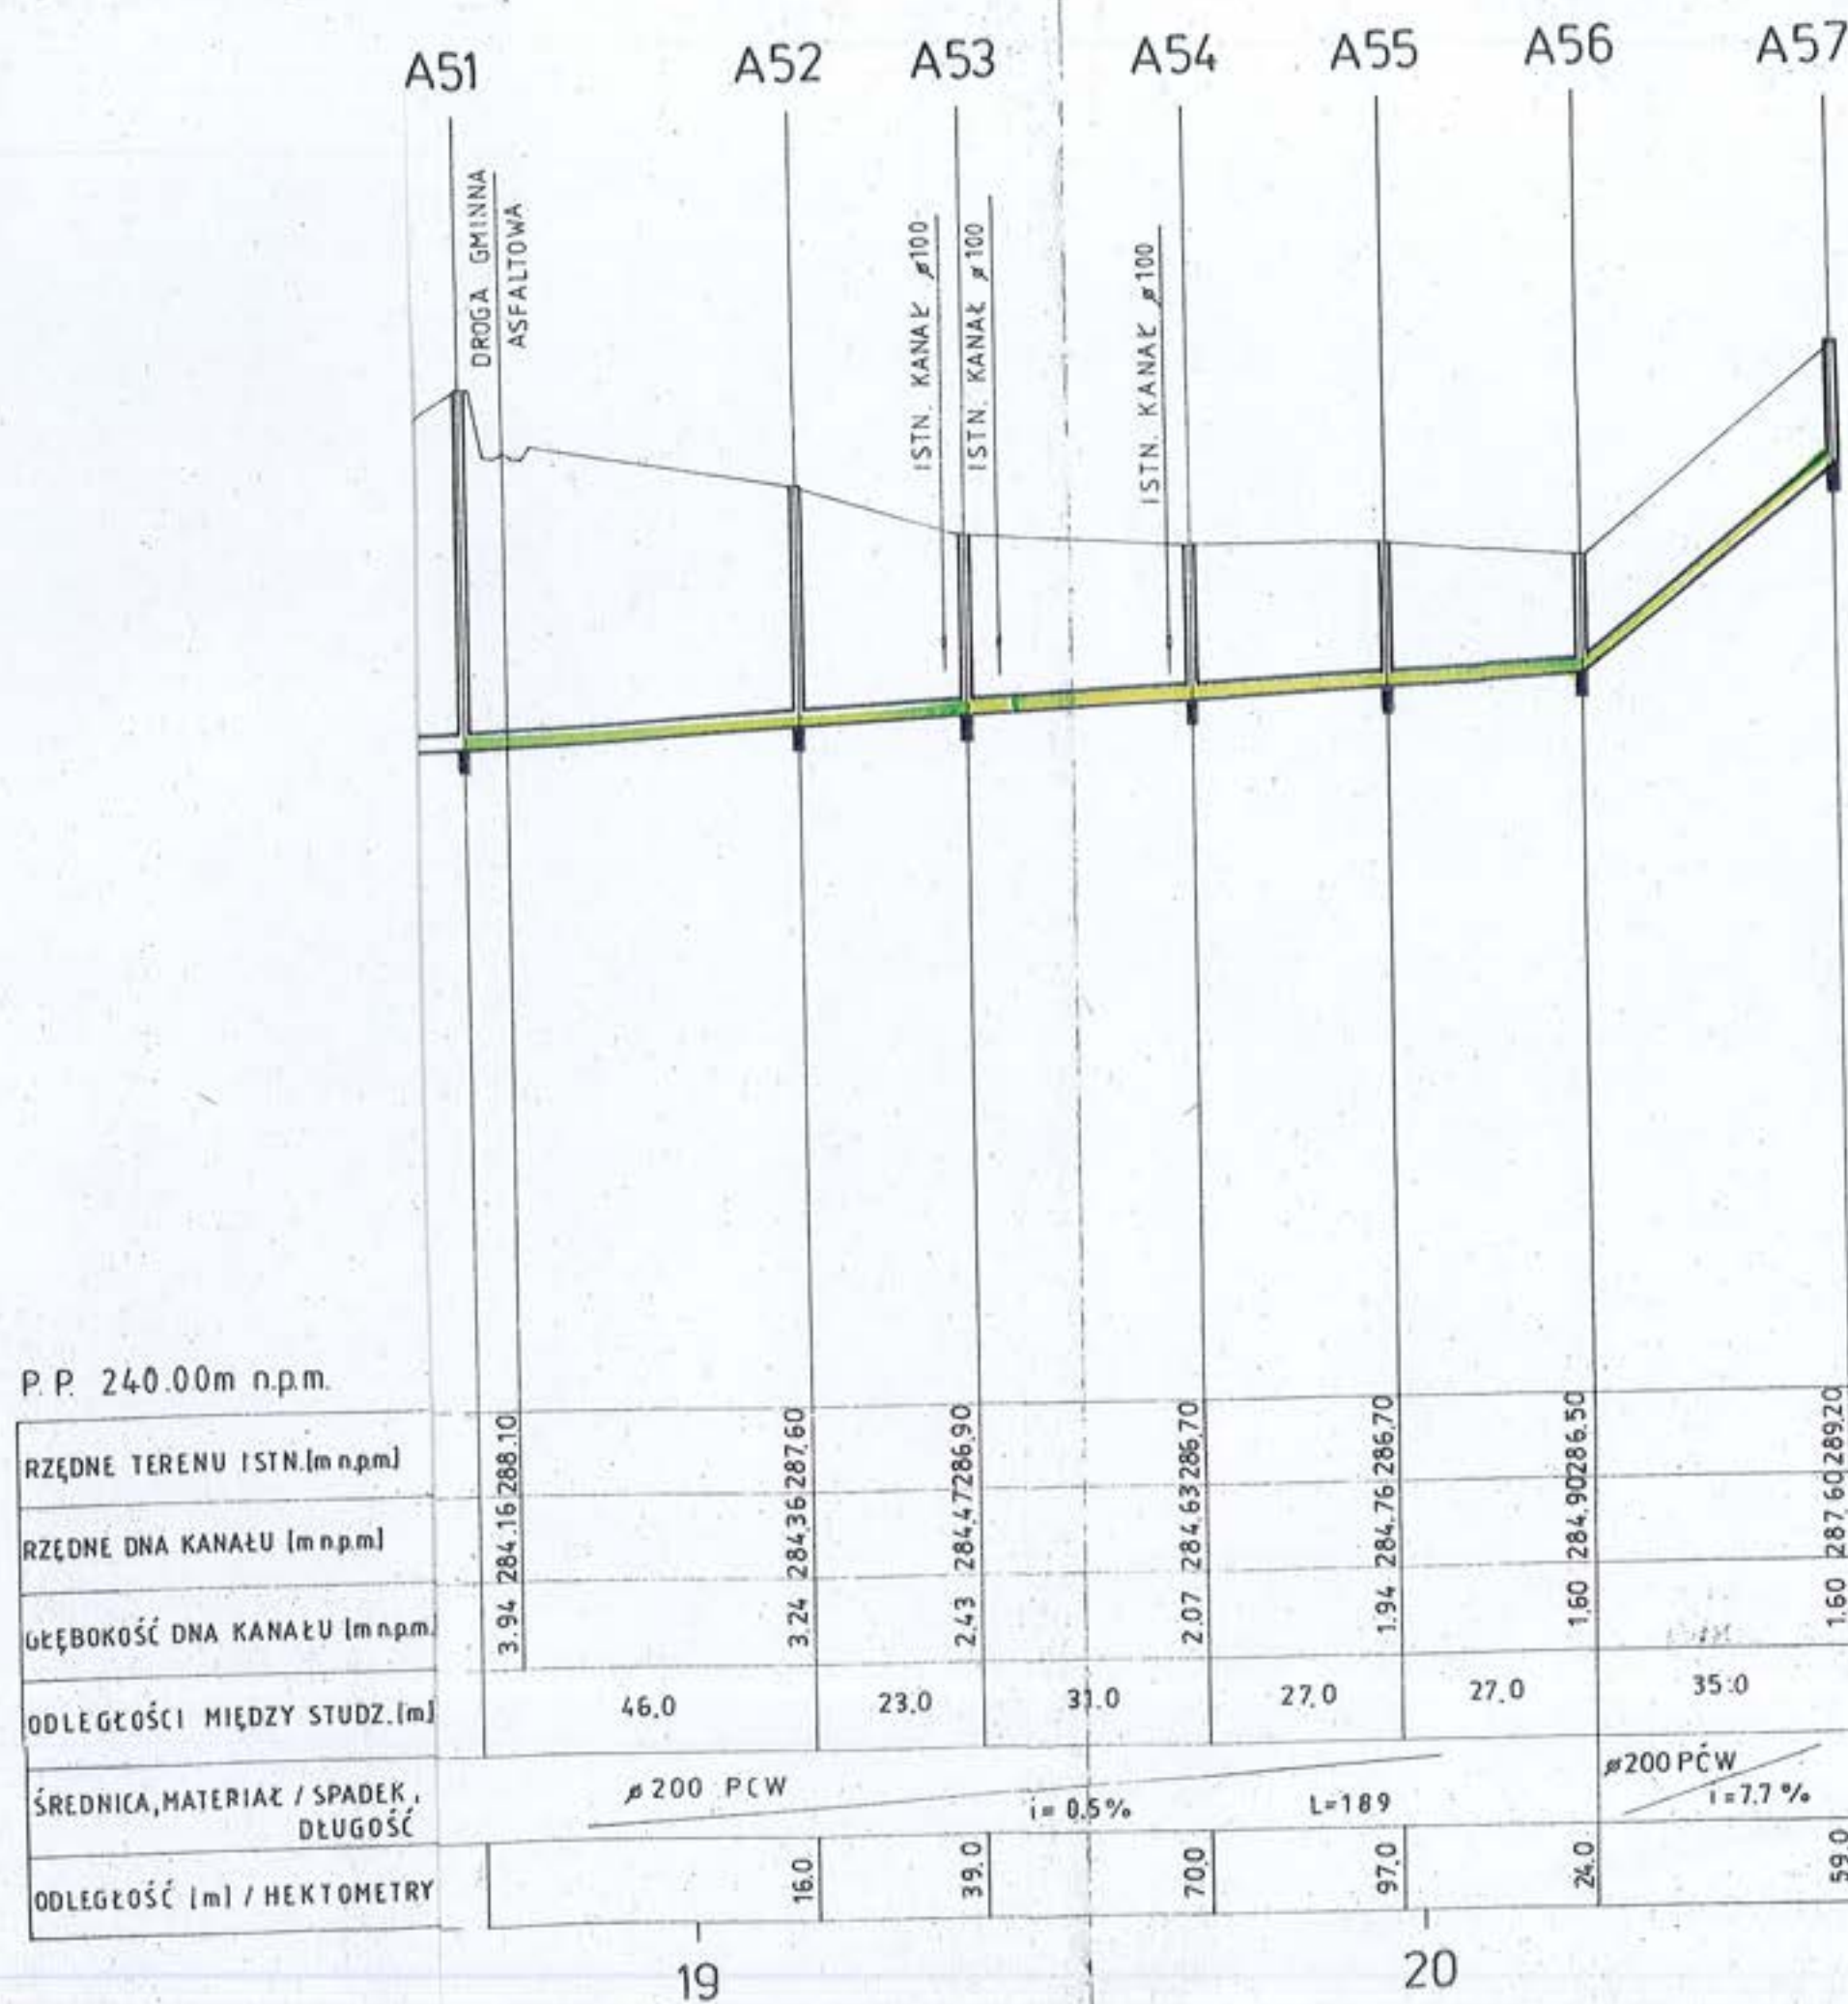 A51 A52 A53 A54 A55 A56 A57
DROGA GMINNA
ASFALTOWA
ISTN. KANAŁ ø100
ISTN. KANAŁ ø100
ISTN. KANAŁ ø100
P.P. 240.00m n.p.m.
RZĘDNE TERENU ISTN.[m n.p.m] 288.10 287.60 286.90 286.70 286.70 286.50 289.20
RZĘDNE DNA KANAŁU [m n.p.m] 284.16 284.36 284.47 284.63 284.76 284.90 287.60
GŁĘBOKOŚĆ DNA KANAŁU [m n.p.m. 3.94 3.24 2.43 2.07 1.94 1.60 1.60
ODLEGŁOŚCI MIĘDZY STUDZ.[m] 46.0 23.0 31.0 27.0 27.0 35.0
ŚREDNICA, MATERIAŁ / SPADEK, ø200 PCW i=0.5% L=189 ø200 PĆW i=7.7%
DŁUGOŚĆ
ODLEGŁOŚĆ [m] / HEKTOMETRY 16.0 39.0 70.0 97.0 24.0 559.0
19 20